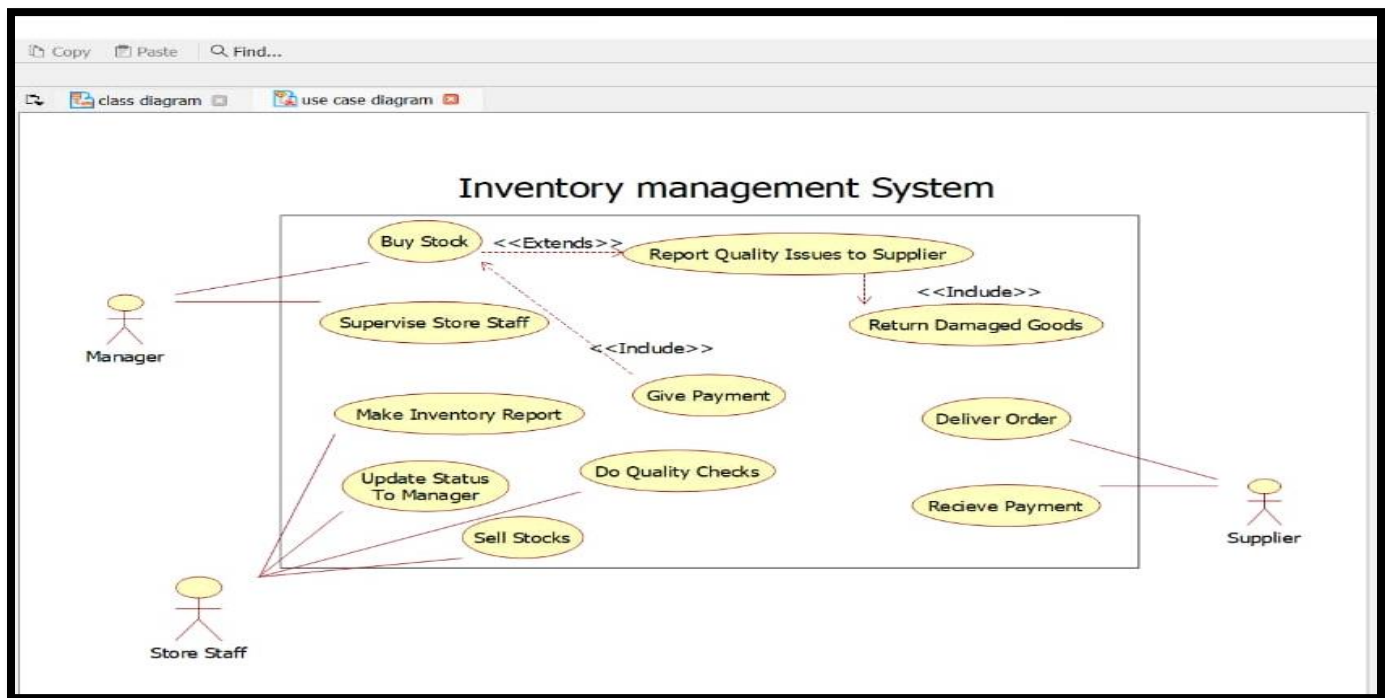 Copy Paste Find...
class diagram use case diagram
Inventory management System
Buy Stock
<<Extends>>
Report Quality Issues to Supplier
<<Include>>
Supervise Store Staff
Return Damaged Goods
Manager
<<Include>>
Give Payment
Make Inventory Report
Deliver Order
Do Quality Checks
Update Status
To Manager
Recieve Payment
Sell Stocks
Supplier
Store Staff